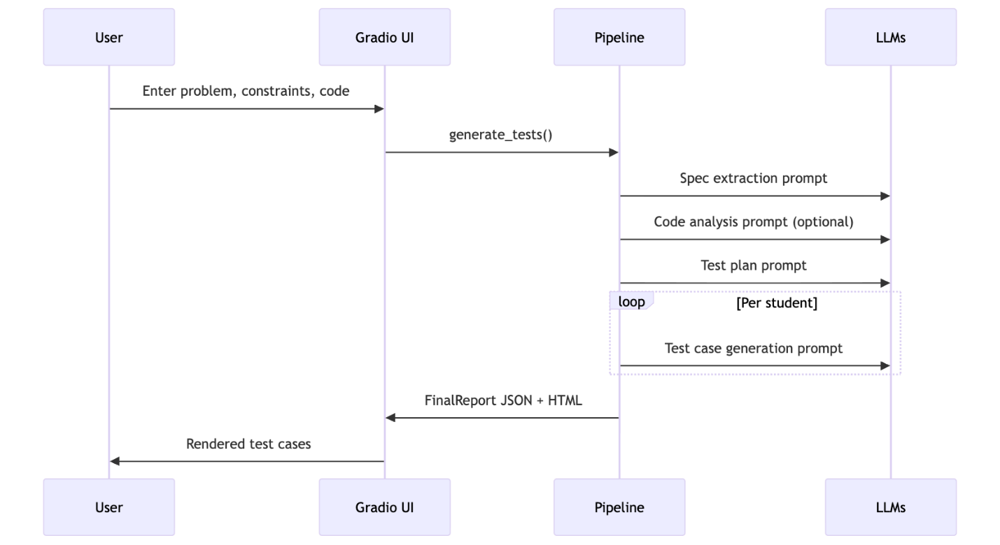 User
Gradio UI
Pipeline
LLMs
Enter problem, constraints, code
generate_tests()
Spec extraction prompt
Code analysis prompt (optional)
Test plan prompt
loop
[Per student]
Test case generation prompt
FinalReport JSON + HTML
Rendered test cases
User
Gradio UI
Pipeline
LLMs